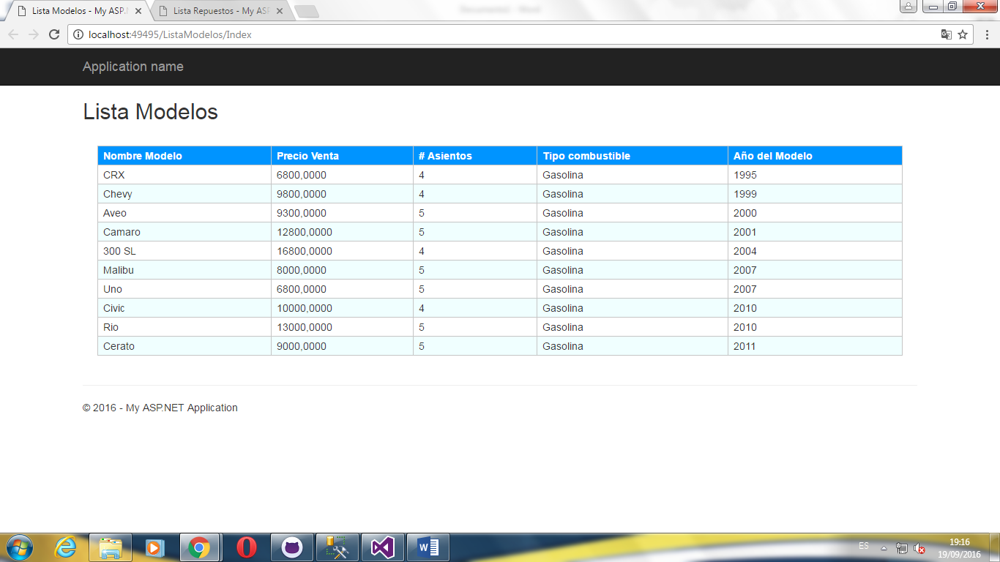 Lista Modelos - My ASP.
Lista Repuestos - My ASP
Document1 - Word
localhost:49495/ListaModelos/Index
Application name
Lista Modelos
Nombre Modelo Precio Venta # Asientos Tipo combustible Año del Modelo
CRX 6800,0000 4 Gasolina 1995
Chevy 9800,0000 4 Gasolina 1999
Aveo 9300,0000 5 Gasolina 2000
Camaro 12800,0000 5 Gasolina 2001
300 SL 16800,0000 4 Gasolina 2004
Malibu 8000,0000 5 Gasolina 2007
Uno 6800,0000 5 Gasolina 2007
Civic 10000,0000 4 Gasolina 2010
Rio 13000,0000 5 Gasolina 2010
Cerato 9000,0000 5 Gasolina 2011
© 2016 - My ASP.NET Application
ES
19:16
19/09/2016